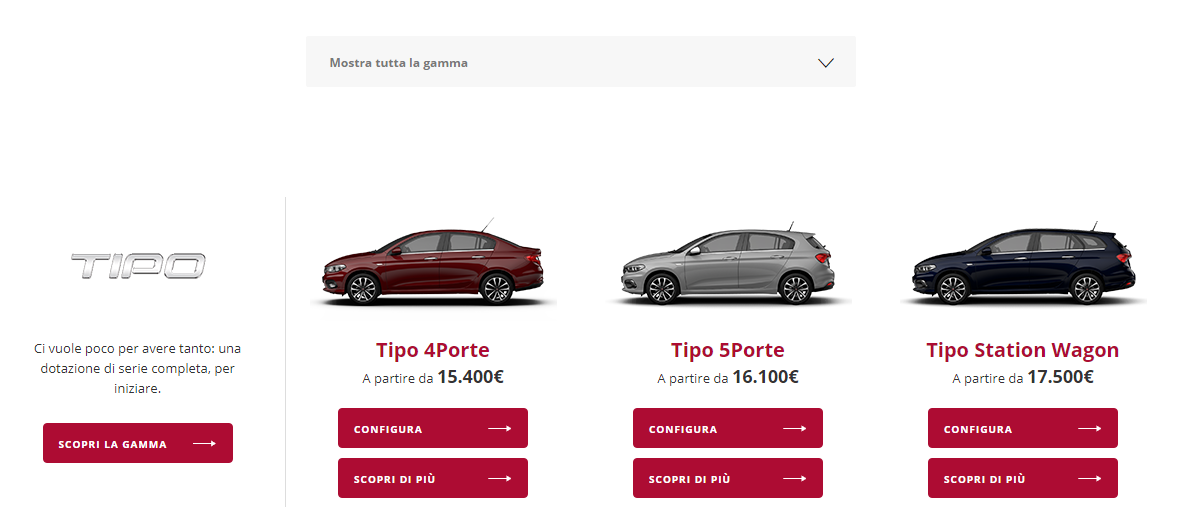 Mostra tutta la gamma
TIPO
Ci vuole poco per avere tanto: una
dotazione di serie completa, per
iniziare.
SCOPRI LA GAMMA
Tipo 4Porte
A partire da 15.400€
CONFIGURA
SCOPRI DI PIÙ
Tipo 5Porte
A partire da 16.100€
CONFIGURA
SCOPRI DI PIÙ
Tipo Station Wagon
A partire da 17.500€
CONFIGURA
SCOPRI DI PIÙ